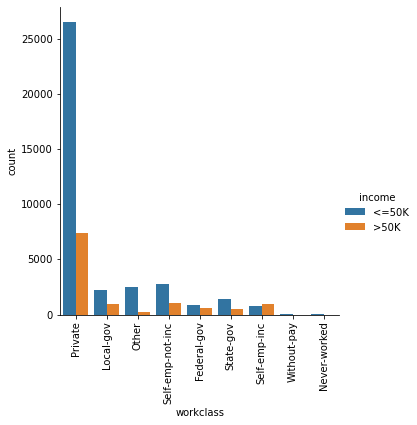 25000
20000
15000
10000
5000
0
count
Private
Local-gov
Other
Self-emp-not-inc
Federal-gov
State-gov
Self-emp-inc
Without-pay
Never-worked
workclass
income
<=50K
>50K